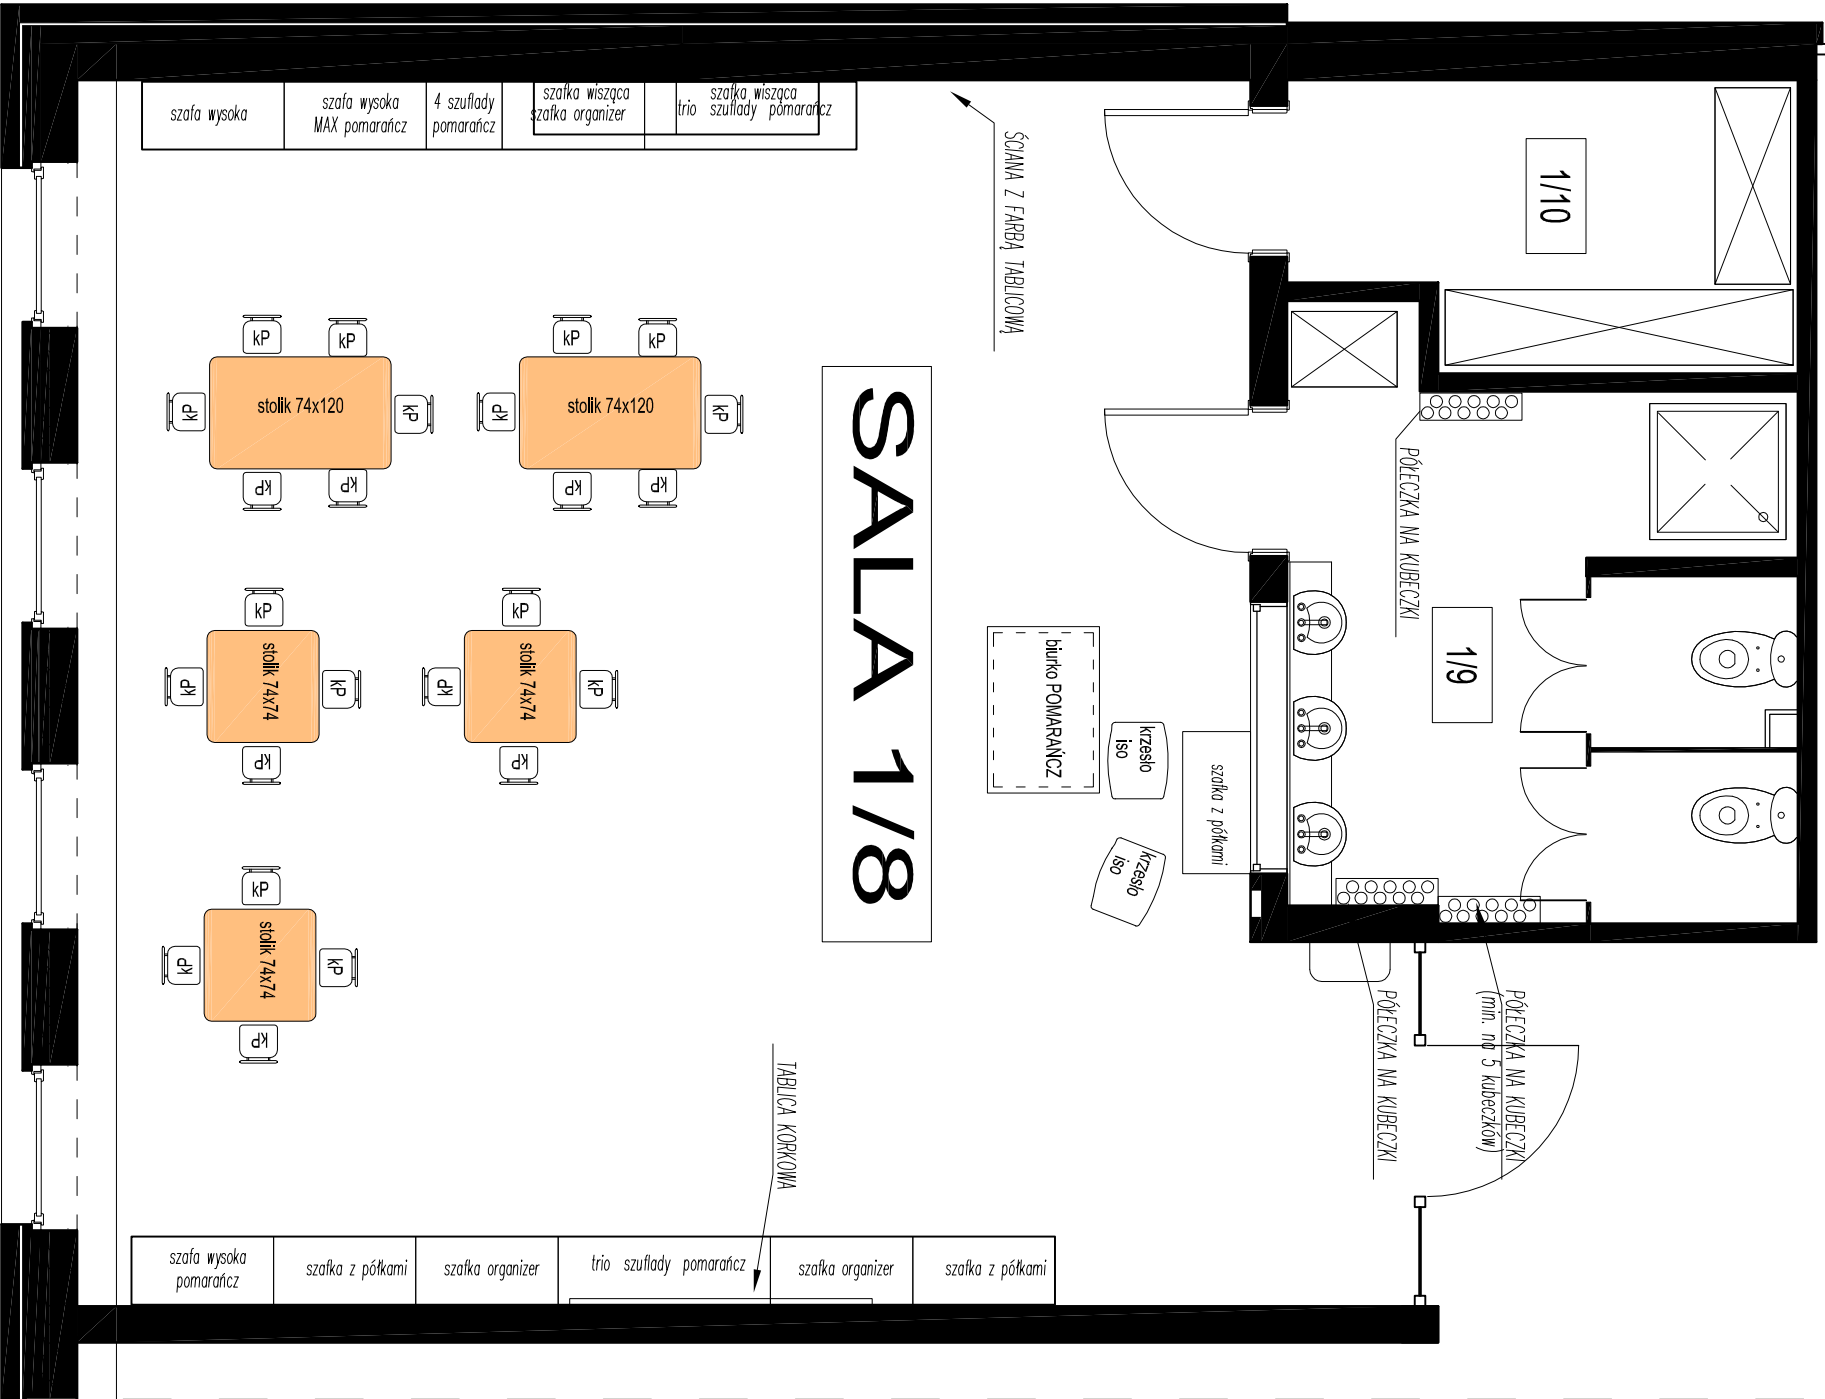 szafa wysoka
szafa wysoka
MAX pomarańcz
4 szuflady
pomarańcz
szafka wisząca
szafka organizer
szafka wisząca
trio szuflady pomarańcz
ŚCIANA Z FARBĄ TABLICOWĄ
1/10
kP
kP
kP
kP
kP
stolik 74x120
kP
kP
stolik 74x120
kP
kP
kP
kP
kP
SALA 1/8
PÓŁECZKA NA KUBECZKI
1/9
kP
kP
kP
stolik 74x74
kP
kP
stolik 74x74
kP
kP
kP
biurko POMARAŃCZ
krzesło
iso
krzesło
iso
szafka z półkami
kP
kP
stolik 74x74
kP
kP
PÓŁECZKA NA KUBECZKI
PÓŁECZKA NA KUBECZKI
(min. na 5 kubeczków)
TABLICA KORKOWA
szafa wysoka
pomarańcz
szafka z półkami
szafka organizer
trio szuflady pomarańcz
szafka organizer
szafka z półkami